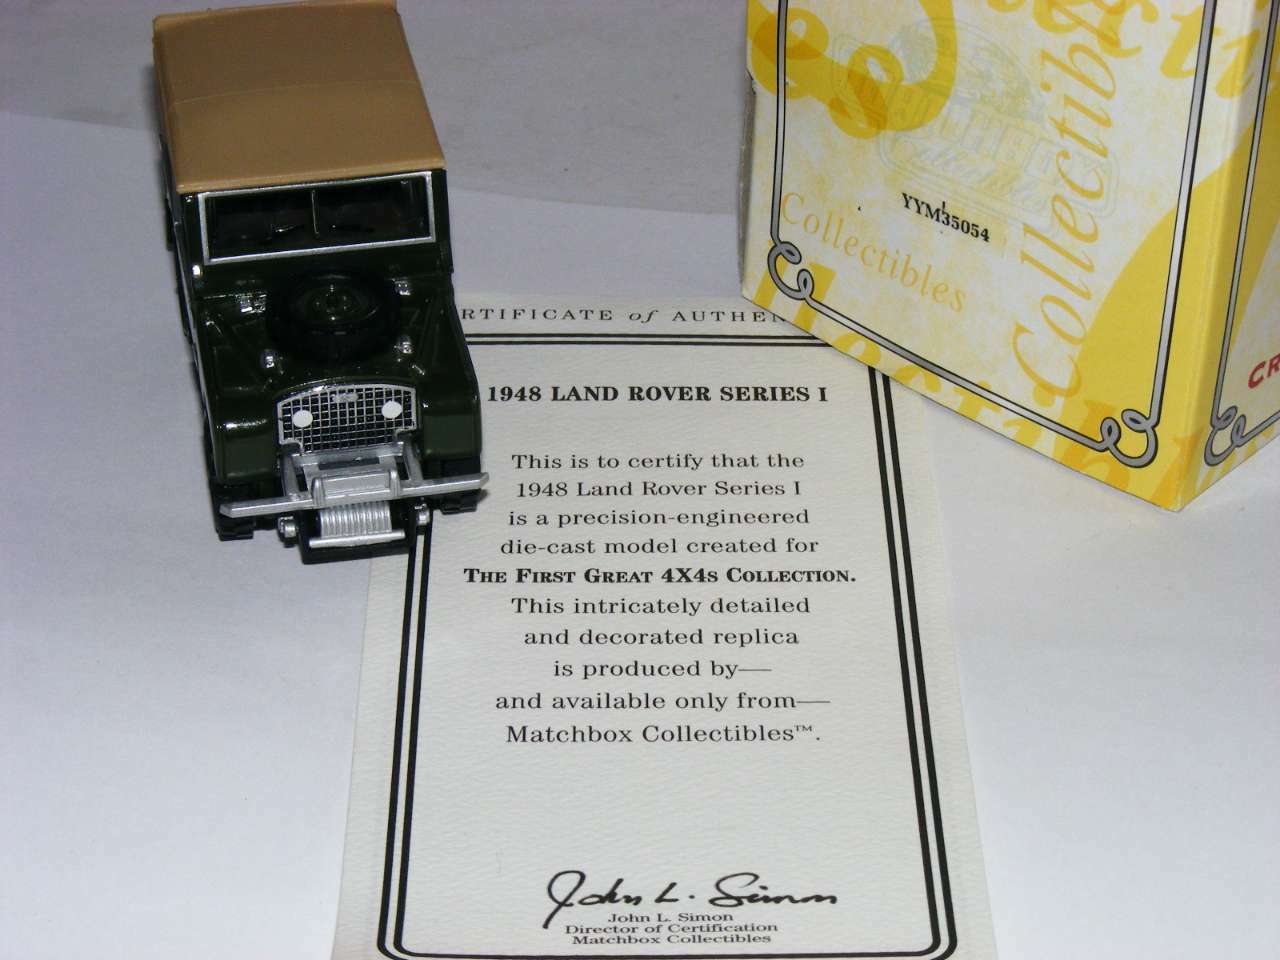 Collectibles
YYM35054
Collectibles
CERTIFICATE of AUTHEN
1948 LAND ROVER SERIES I
This is to certify that the
1948 Land Rover Series I
is a precision-engineered
die-cast model created for
THE FIRST GREAT 4X4S COLLECTION.
This intricately detailed
and decorated replica
is produced by—
and available only from—
Matchbox Collectibles™.
John L. Simon
John L. Simon
Director of Certification
Matchbox Collectibles